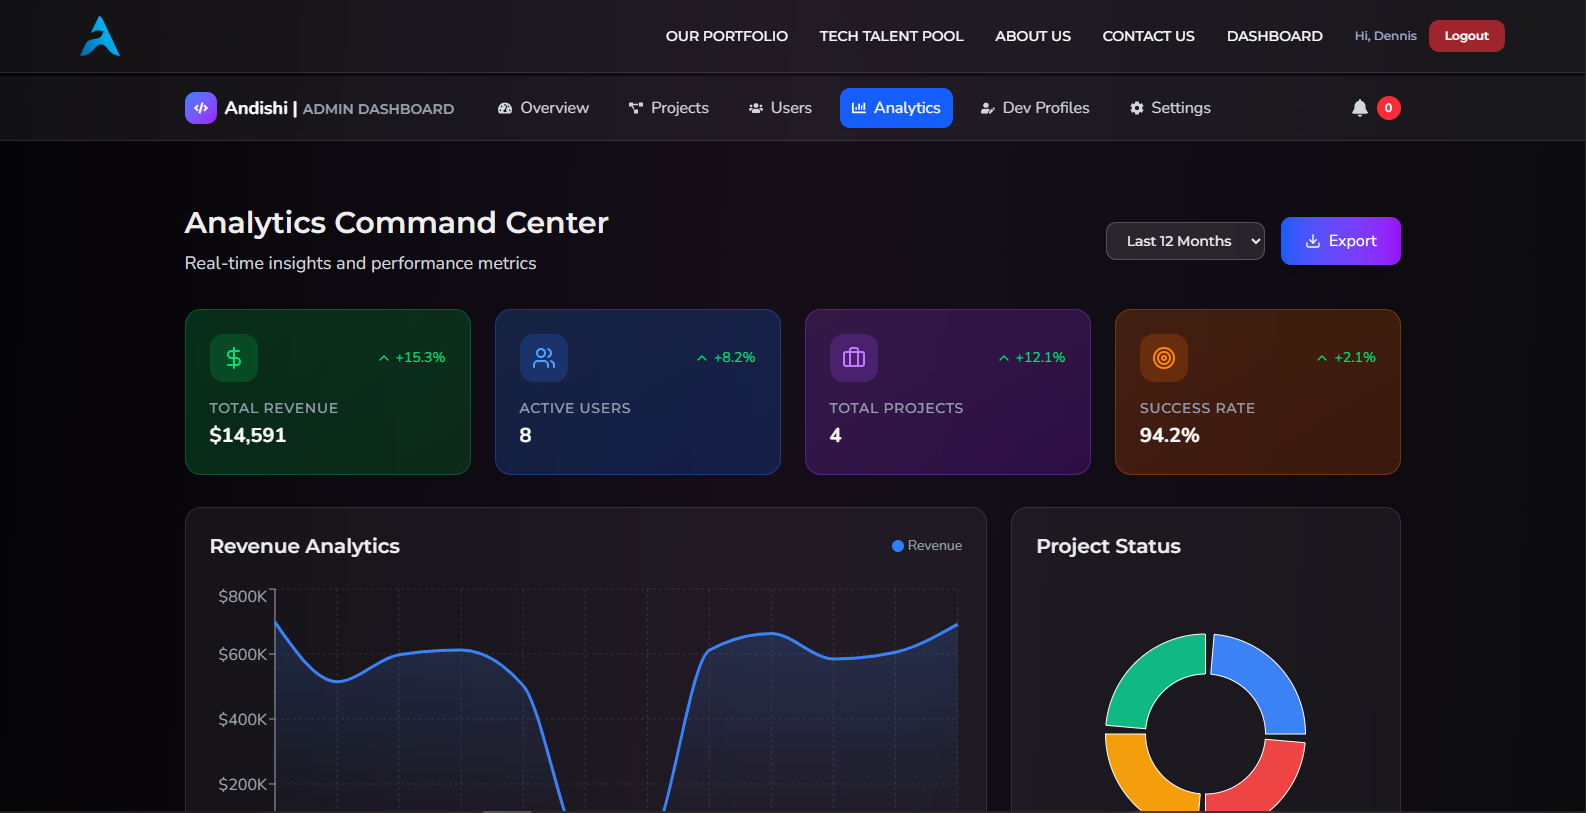 OUR PORTFOLIO TECH TALENT POOL ABOUT US CONTACT US DASHBOARD Hi, Dennis Logout
Andishi | ADMIN DASHBOARD Overview Projects Users Analytics Dev Profiles Settings 0
Analytics Command Center
Real-time insights and performance metrics
Last 12 Months Export
+15.3%
TOTAL REVENUE
$14,591
+8.2%
ACTIVE USERS
8
+12.1%
TOTAL PROJECTS
4
+2.1%
SUCCESS RATE
94.2%
Revenue Analytics
Revenue
$800K
$600K
$400K
$200K
Project Status